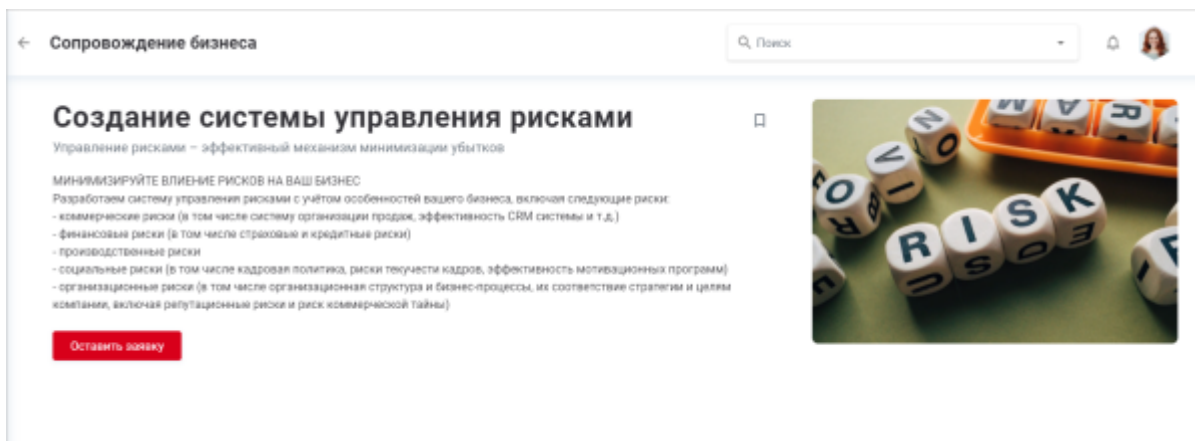 Сопровождение бизнеса
Поиск
Создание системы управления рисками
Управление рисками – эффективный механизм минимизации убытков
МИНИМИЗИРУЙТЕ ВЛИЕНИЕ РИСКОВ НА ВАШ БИЗНЕС
Разработаем систему управления рисками с учётом особенностей вашего бизнеса, включая следующие риски:
- коммерческие риски (в том числе систему организации продаж, эффективность CRM системы и т.д.)
- финансовые риски (в том числе страховые и кредитные риски)
- производственные риски
- социальные риски (в том числе кадровая политика, риски текучести кадров, эффективность мотивационных программ)
- организационные риски (в том числе организационная структура и бизнес-процессы, их соответствие стратегии и целям
компании, включая репутационные риски и риск коммерческой тайны)
Оставить заявку
RISK